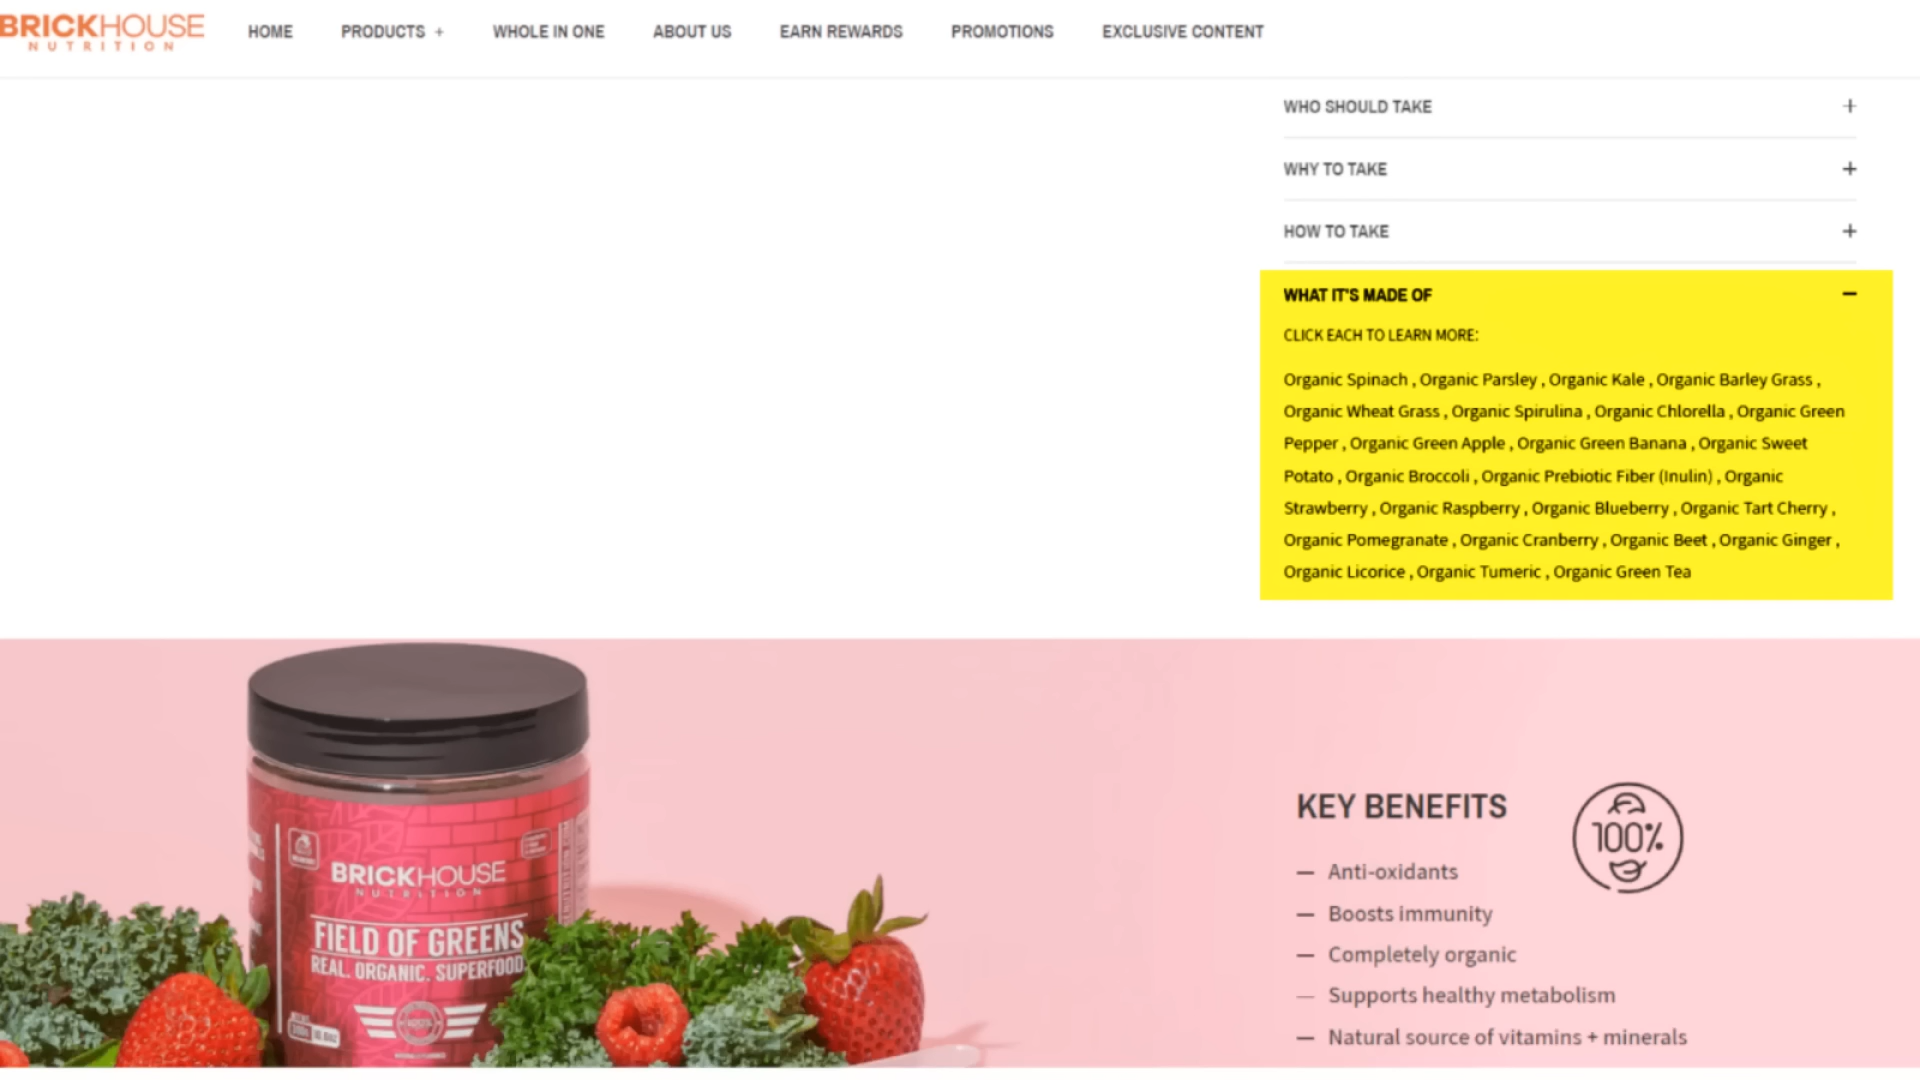 BRICKHOUSE
NUTRITION
HOME PRODUCTS + WHOLE IN ONE ABOUT US EARN REWARDS PROMOTIONS EXCLUSIVE CONTENT
WHO SHOULD TAKE +
WHY TO TAKE +
HOW TO TAKE +
WHAT IT'S MADE OF −
CLICK EACH TO LEARN MORE:
Organic Spinach , Organic Parsley , Organic Kale , Organic Barley Grass ,
Organic Wheat Grass , Organic Spirulina , Organic Chlorella , Organic Green
Pepper , Organic Green Apple , Organic Green Banana , Organic Sweet
Potato , Organic Broccoli , Organic Prebiotic Fiber (Inulin) , Organic
Strawberry , Organic Raspberry , Organic Blueberry , Organic Tart Cherry ,
Organic Pomegranate , Organic Cranberry , Organic Beet , Organic Ginger ,
Organic Licorice , Organic Tumeric , Organic Green Tea
BRICKHOUSE
NUTRITION
FIELD OF GREENS
REAL. ORGANIC. SUPERFOOD.
KEY BENEFITS
100%
— Anti-oxidants
— Boosts immunity
— Completely organic
— Supports healthy metabolism
— Natural source of vitamins + minerals